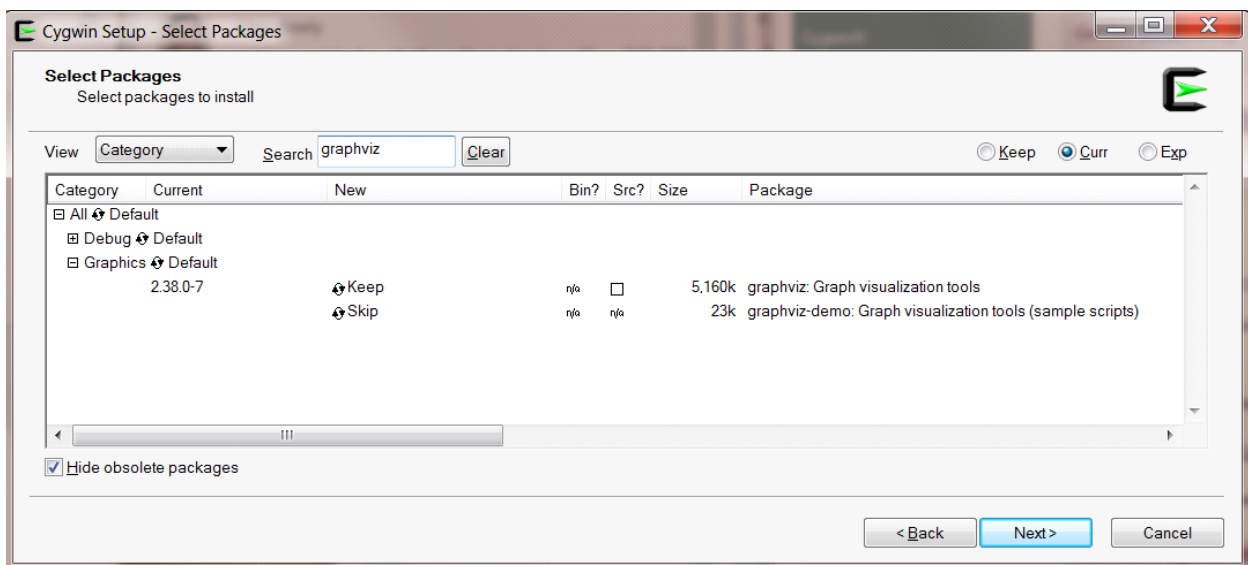 Cygwin Setup - Select Packages
Select Packages
Select packages to install
View Category Search graphviz Clear Keep Curr Exp
Category Current New Bin? Src? Size Package
All Default
Debug Default
Graphics Default
2.38.0-7 Keep n/a 5,160k graphviz: Graph visualization tools
Skip n/a n/a 23k graphviz-demo: Graph visualization tools (sample scripts)
Hide obsolete packages
< Back Next > Cancel